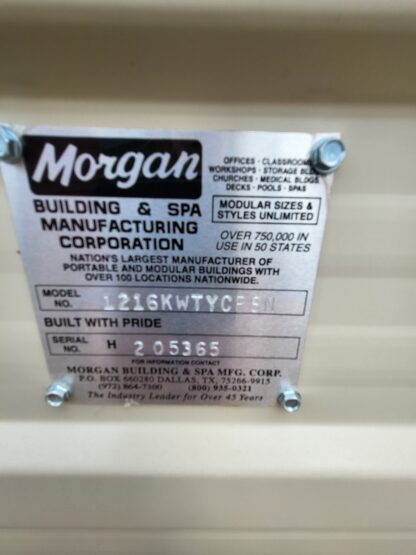 Morgan
BUILDING & SPA
MANUFACTURING
CORPORATION
OFFICES · CLASSROOMS
WORKSHOPS · STORAGE BLDGS
CHURCHES · MEDICAL BLDGS
DECKS · POOLS · SPAS
MODULAR SIZES &
STYLES UNLIMITED
OVER 750,000 IN
USE IN 50 STATES
NATION'S LARGEST MANUFACTURER OF
PORTABLE AND MODULAR BUILDINGS WITH
OVER 100 LOCATIONS NATIONWIDE.
MODEL
NO.
BUILT WITH PRIDE
SERIAL
NO. H 205365
FOR INFORMATION CONTACT
MORGAN BUILDING & SPA MFG. CORP.
P.O. BOX 660280 DALLAS, TX, 75266-9915
(972) 864-7300 (800) 935-0321
The Industry Leader for Over 45 Years